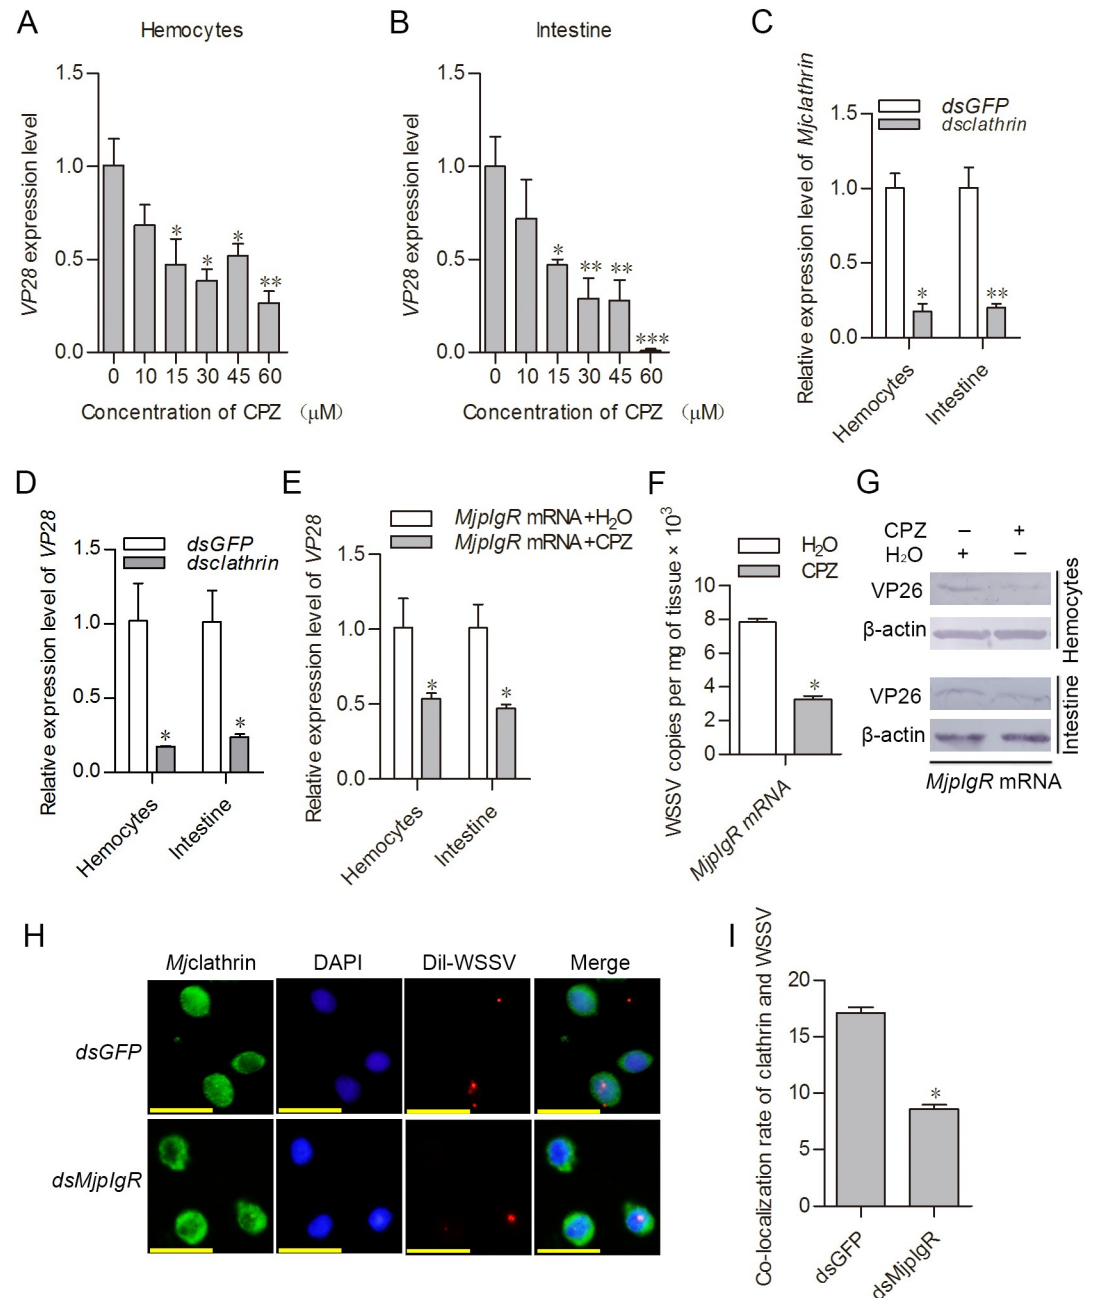 A
Hemocytes
VP28 expression level
1.5
1.0
0.5
0.0
0 10 15 30 45 60
* * * **
Concentration of CPZ (μM)
B
Intestine
VP28 expression level
1.5
1.0
0.5
0.0
0 10 15 30 45 60
* ** ** ***
Concentration of CPZ (μM)
C
Relative expression level of Mjclathrin
dsGFP
dsclathrin
1.5
1.0
0.5
0.0
* **
Hemocytes
Intestine
D
Relative expression level of VP28
dsGFP
dsclathrin
1.5
1.0
0.5
0.0
* *
Hemocytes
Intestine
E
Relative expression level of VP28
MjpIgR mRNA+H₂O
MjpIgR mRNA+CPZ
1.5
1.0
0.5
0.0
* *
Hemocytes
Intestine
F
WSSV copies per mg of tissue × 10³
H₂O
CPZ
10
8
6
4
2
0
*
MjpIgR mRNA
G
CPZ − +
H₂O + −
VP26
β-actin
Hemocytes
VP26
β-actin
Intestine
MjpIgR mRNA
H
Mjclathrin DAPI Dil-WSSV Merge
dsGFP
dsMjpIgR
I
Co-localization rate of clathrin and WSSV
20
15
10
5
0
*
dsGFP
dsMjpIgR